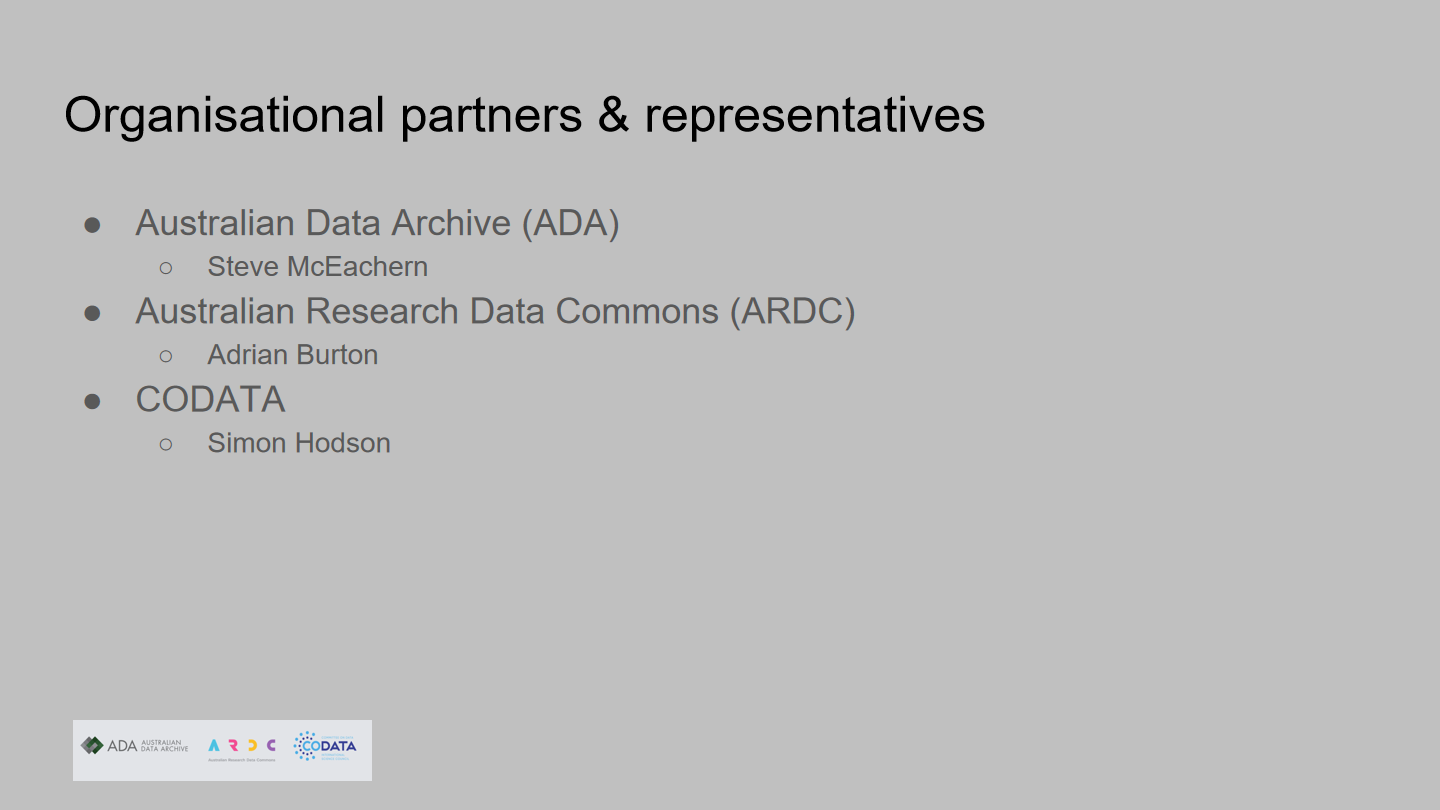 Organisational partners & representatives
● Australian Data Archive (ADA)
○ Steve McEachern
● Australian Research Data Commons (ARDC)
○ Adrian Burton
● CODATA
○ Simon Hodson
ADA AUSTRALIAN DATA ARCHIVE
ARDC
Australian Research Data Commons
CODATA